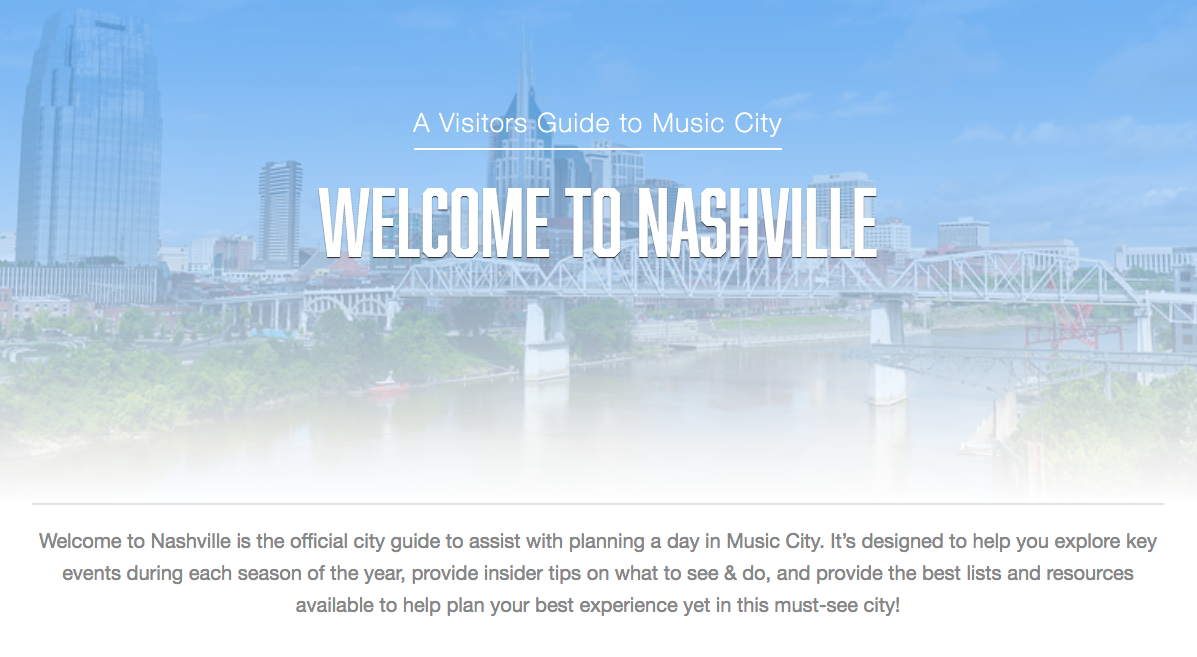 A Visitors Guide to Music City
WELCOME TO NASHVILLE
Welcome to Nashville is the official city guide to assist with planning a day in Music City. It’s designed to help you explore key
events during each season of the year, provide insider tips on what to see & do, and provide the best lists and resources
available to help plan your best experience yet in this must-see city!